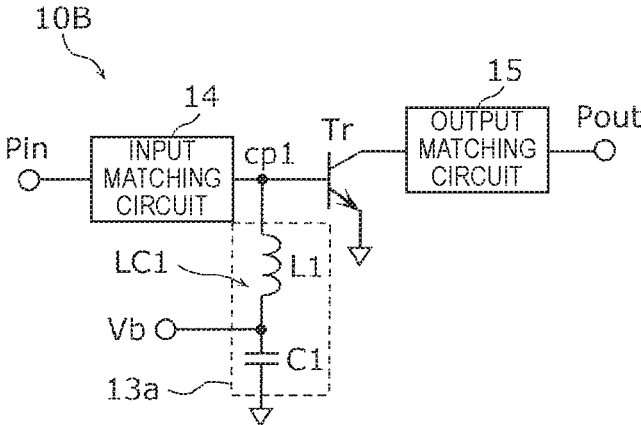 10B
14
15
Pin
INPUT
MATCHING
CIRCUIT
cp1
Tr
OUTPUT
MATCHING
CIRCUIT
Pout
LC1
L1
Vb
C1
13a